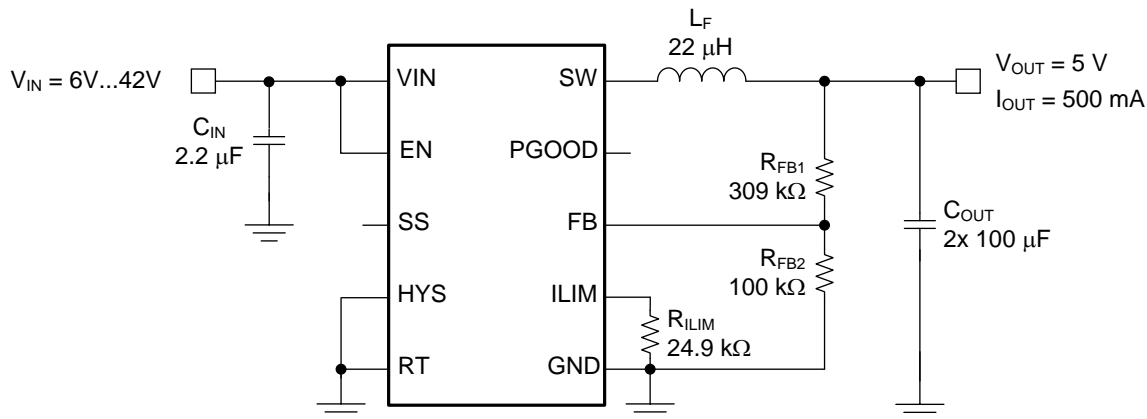 L_F
22 μH
V_IN = 6V...42V
VIN
SW
V_OUT = 5 V
I_OUT = 500 mA
C_IN
2.2 μF
EN
PGOOD
R_FB1
309 kΩ
SS
FB
C_OUT
2x 100 μF
R_FB2
100 kΩ
HYS
ILIM
R_ILIM
24.9 kΩ
RT
GND